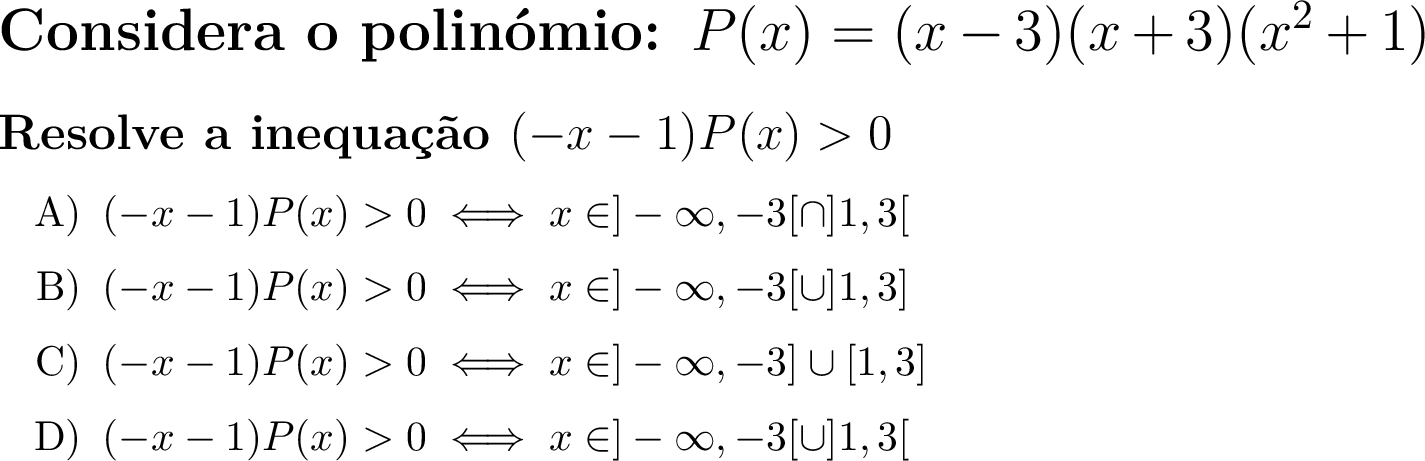 Considera o polinómio: P(x) = (x − 3)(x + 3)(x² + 1)
Resolve a inequação (−x − 1)P(x) > 0
A) (−x − 1)P(x) > 0 ⟺ x ∈] − ∞, −3[∩]1, 3[
B) (−x − 1)P(x) > 0 ⟺ x ∈] − ∞, −3[∪]1, 3]
C) (−x − 1)P(x) > 0 ⟺ x ∈] − ∞, −3] ∪ [1, 3]
D) (−x − 1)P(x) > 0 ⟺ x ∈] − ∞, −3[∪]1, 3[